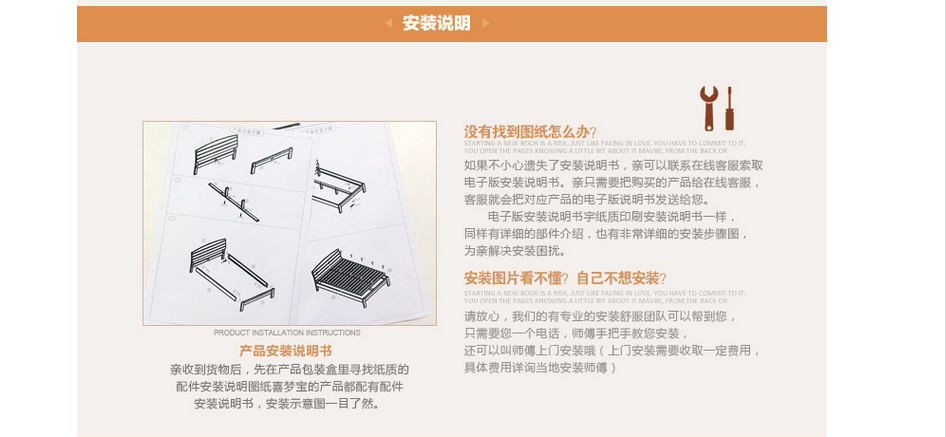 安装说明
没有找到图纸怎么办?
STARTING A NEW BOOK IS A RISK, JUST LIKE FALLING IN LOVE. YOU HAVE TO COMMIT TO IT.
YOU OPEN THE PAGES KNOWING A LITTLE BIT ABOUT IT MAYBE, FROM THE BACK OR
如果不小心遗失了安装说明书，亲可以联系在线客服索取
电子版安装说明书。亲只需要把购买的产品给在线客服，
客服就会把对应产品的电子版说明书发送给您。
电子版安装说明书宇纸质印刷安装说明书一样，
同样有详细的部件介绍，也有非常详细的安装步骤图，
为亲解决安装困扰。
安装图片看不懂? 自己不想安装?
STARTING A NEW BOOK IS A RISK, JUST LIKE FALLING IN LOVE. YOU HAVE TO COMMIT TO IT.
YOU OPEN THE PAGES KNOWING A LITTLE BIT ABOUT IT MAYBE, FROM THE BACK OR
请放心，我们的有专业的安装舒服团队可以帮到您，
只需要您一个电话，师傅手把手教您安装，
还可以叫师傅上门安装哦（上门安装需要收取一定费用，
具体费用详询当地安装师傅）
PRODUCT INSTALLATION INSTRUCTIONS
产品安装说明书
亲收到货物后，先在产品包装盒里寻找纸质的
配件安装说明图纸喜梦宝的产品都配有配件
安装说明书，安装示意图一目了然。